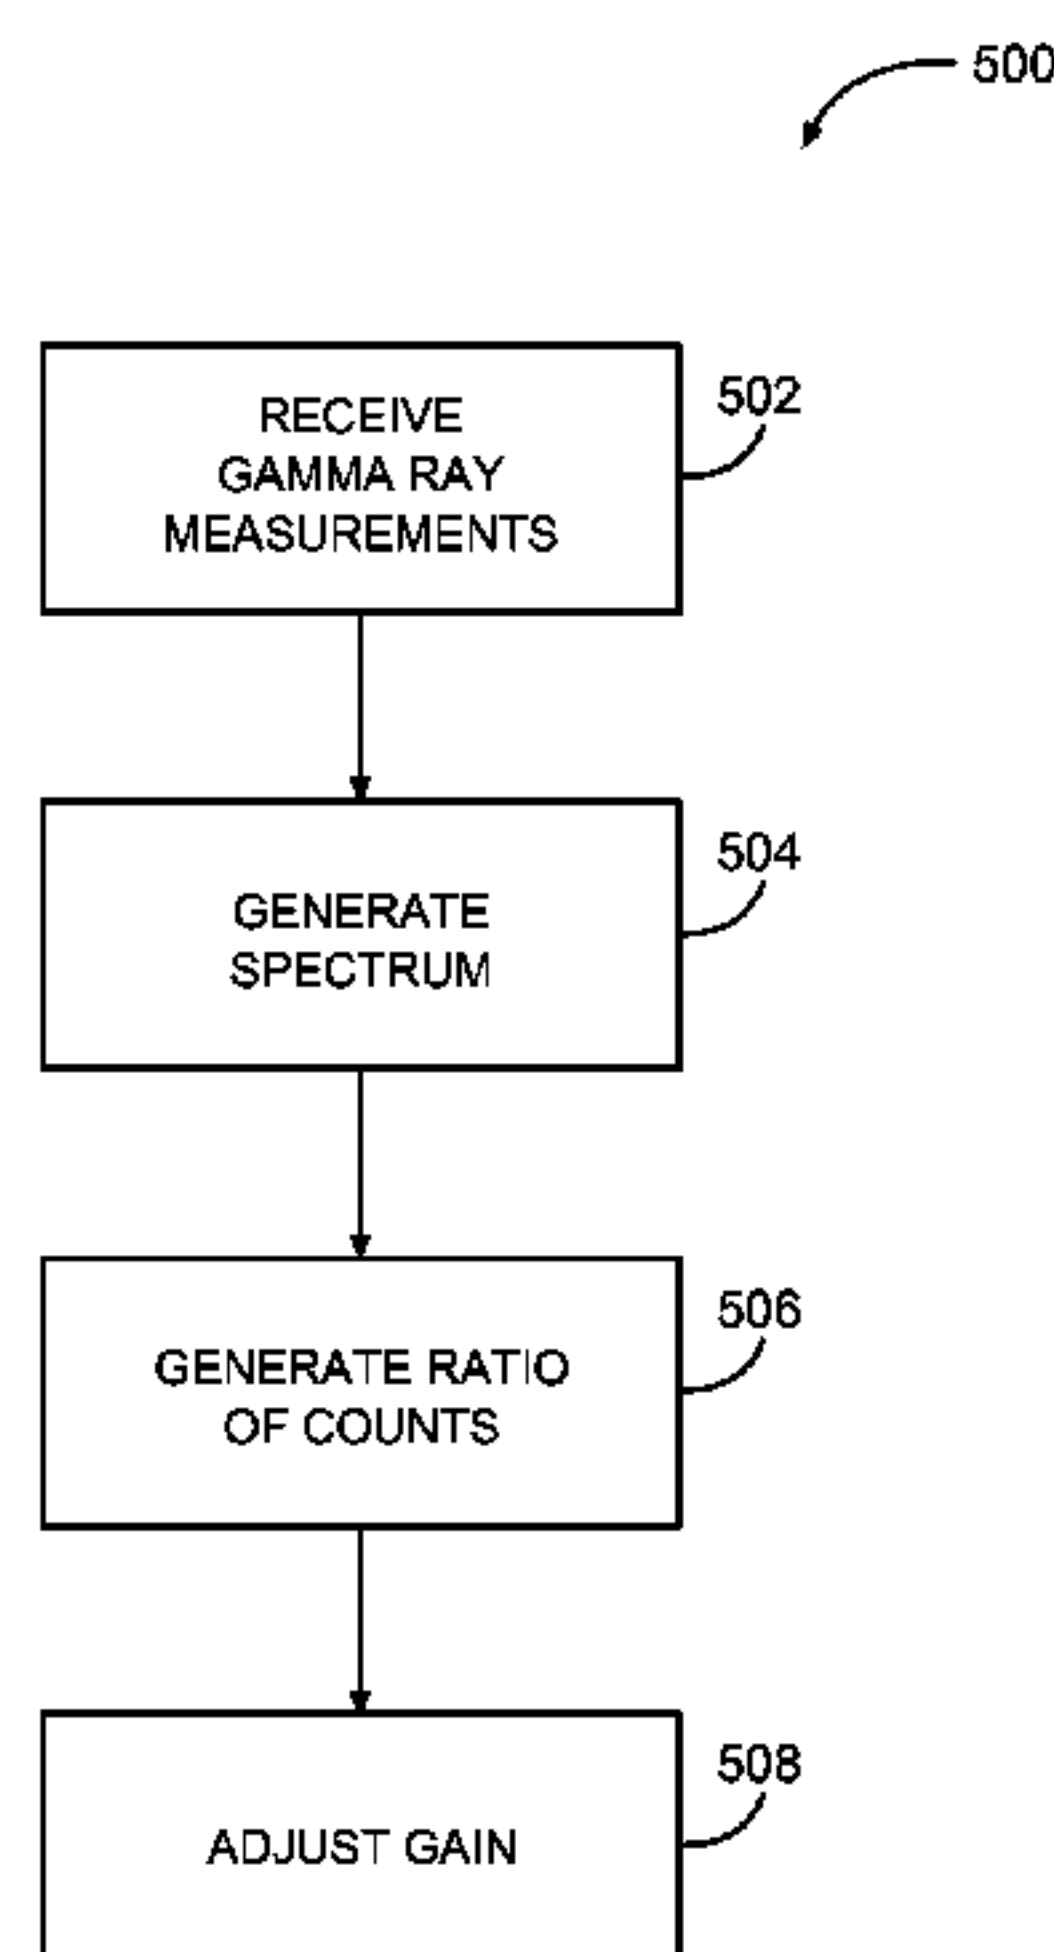 500
RECEIVE
GAMMA RAY
MEASUREMENTS
502
GENERATE
SPECTRUM
504
GENERATE RATIO
OF COUNTS
506
ADJUST GAIN
508